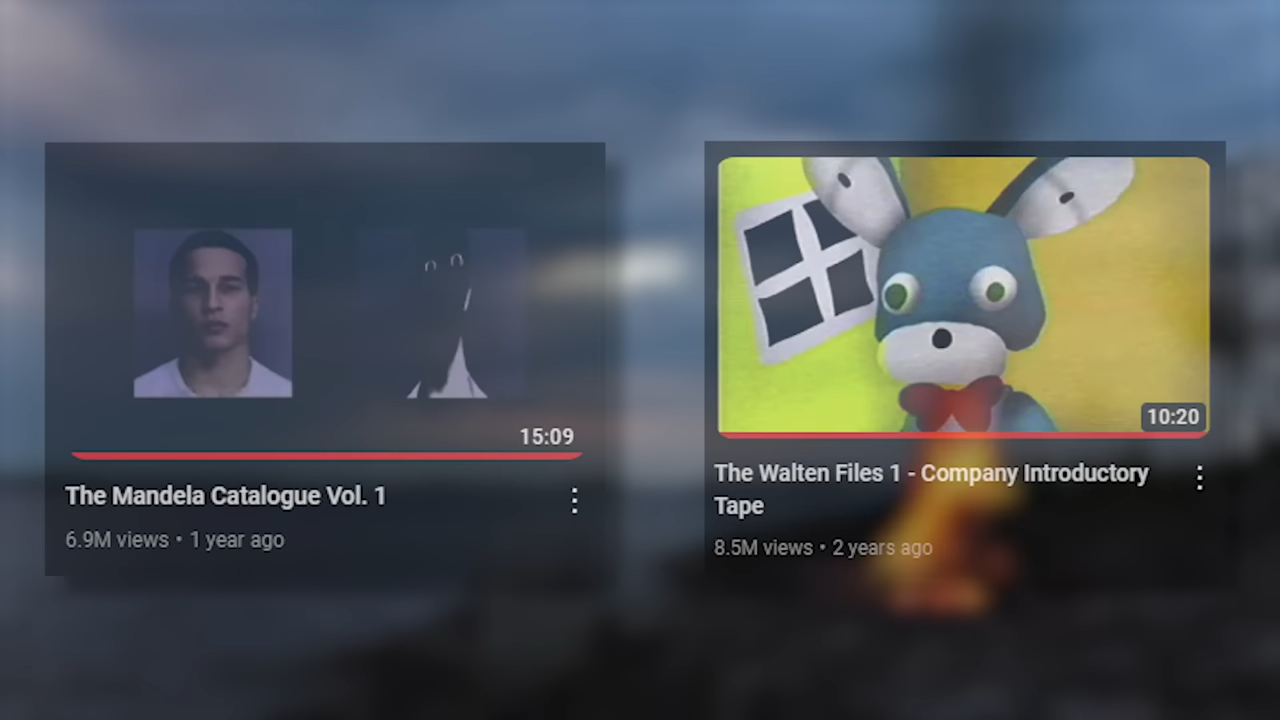 15:09
The Mandela Catalogue Vol. 1
6.9M views • 1 year ago
10:20
The Walten Files 1 - Company Introductory
Tape
8.5M views • 2 years ago